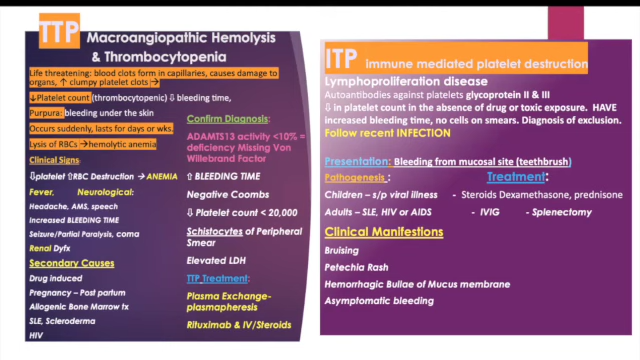 TTP Macroangiopathic Hemolysis
& Thrombocytopenia
Life threatening: blood clots form in capillaries, causes damage to
organs, ↑ clumpy platelet clots →
↓Platelet count (thrombocytopenic) ⇩ bleeding time,
Purpura: bleeding under the skin
Occurs suddenly, lasts for days or wks.
Lysis of RBCs →hemolytic anemia
Clinical Signs
⇩platelet ⇧RBC Destruction → ANEMIA
Fever. Neurological:
Headache, AMS, speech
Increased BLEEDING TIME
Seizure/Partial Paralysis, coma
Renal Dyfx
Secondary Causes
Drug induced
Pregnancy – Post partum
Allogenic Bone Marrow tx
SLE, Scleroderma
HIV
Confirm Diagnosis:
ADAMTS13 activity <10% =
deficiency Missing Von
Willebrand Factor
⇧ BLEEDING TIME
Negative Coombs
⇩ Platelet count < 20,000
Schistocytes of Peripheral
Smear
Elevated LDH
TTP Treatment:
Plasma Exchange-
plasmapheresis
Rituximab & IV/Steroids
ITP Immune mediated platelet destruction
Lymphoproliferation disease
Autoantibodies against platelets glycoprotein II & III
⇩ in platelet count in the absence of drug or toxic exposure. HAVE
increased bleeding time, no cells on smears. Diagnosis of exclusion.
Follow recent INFECTION
Presentation: Bleeding from mucosal site (teethbrush)
Pathogenesis : Treatment:
Children – s/p viral illness - Steroids Dexamethasone, prednisone
Adults – SLE, HIV or AIDS - IVIG - Splenectomy
Clinical Manifestions
Bruising
Petechia Rash
Hemorrhagic Bullae of Mucus membrane
Asymptomatic bleeding